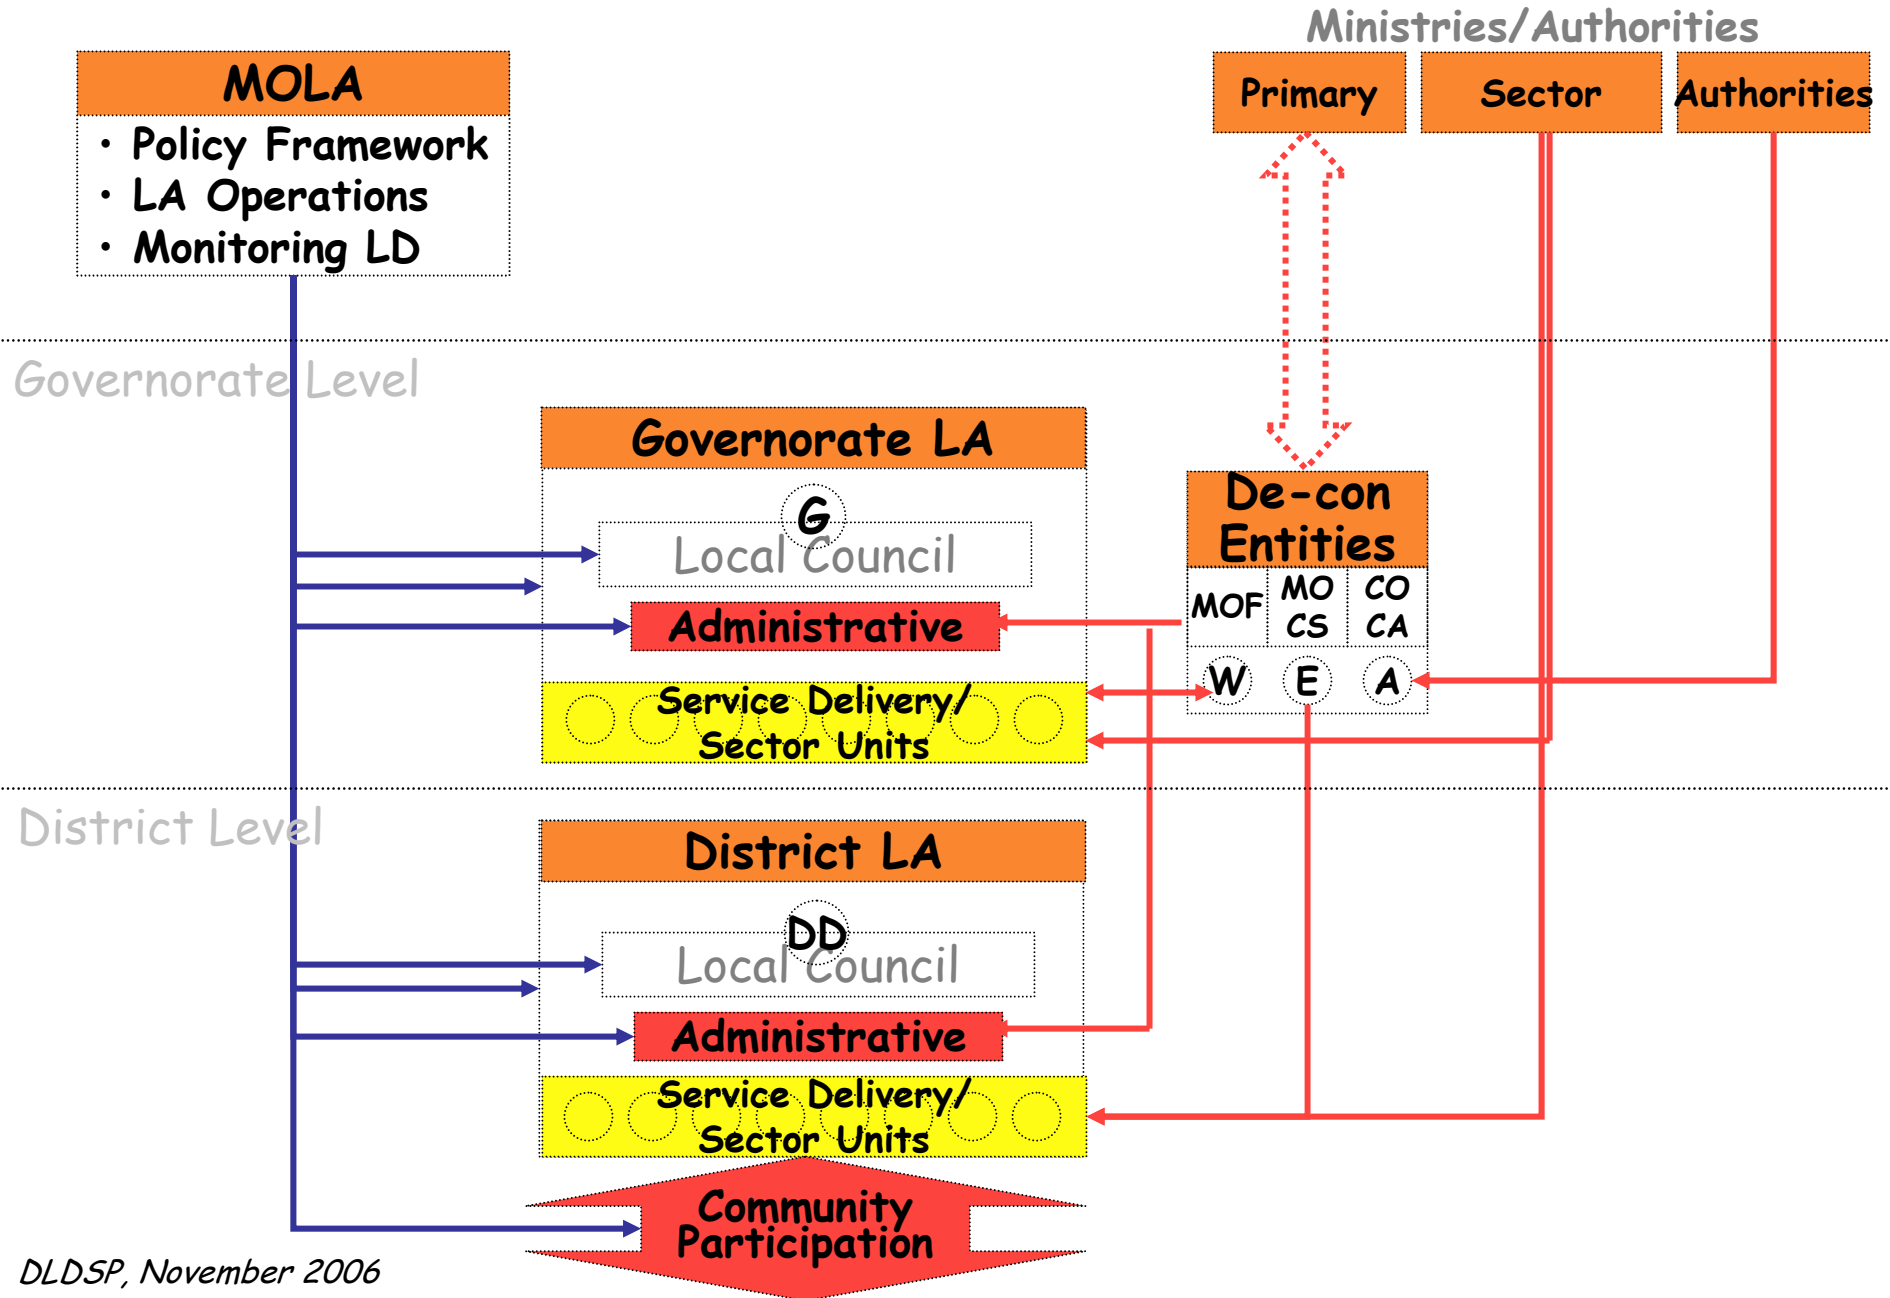 Ministries/Authorities
MOLA
• Policy Framework
• LA Operations
• Monitoring LD
Primary
Sector
Authorities
Governorate Level
Governorate LA
G
Local Council
Administrative
Service Delivery/
Sector Units
De-con
Entities
MOF
MO
CS
CO
CA
W
E
A
District Level
District LA
DD
Local Council
Administrative
Service Delivery/
Sector Units
Community
Participation
DLDSP, November 2006